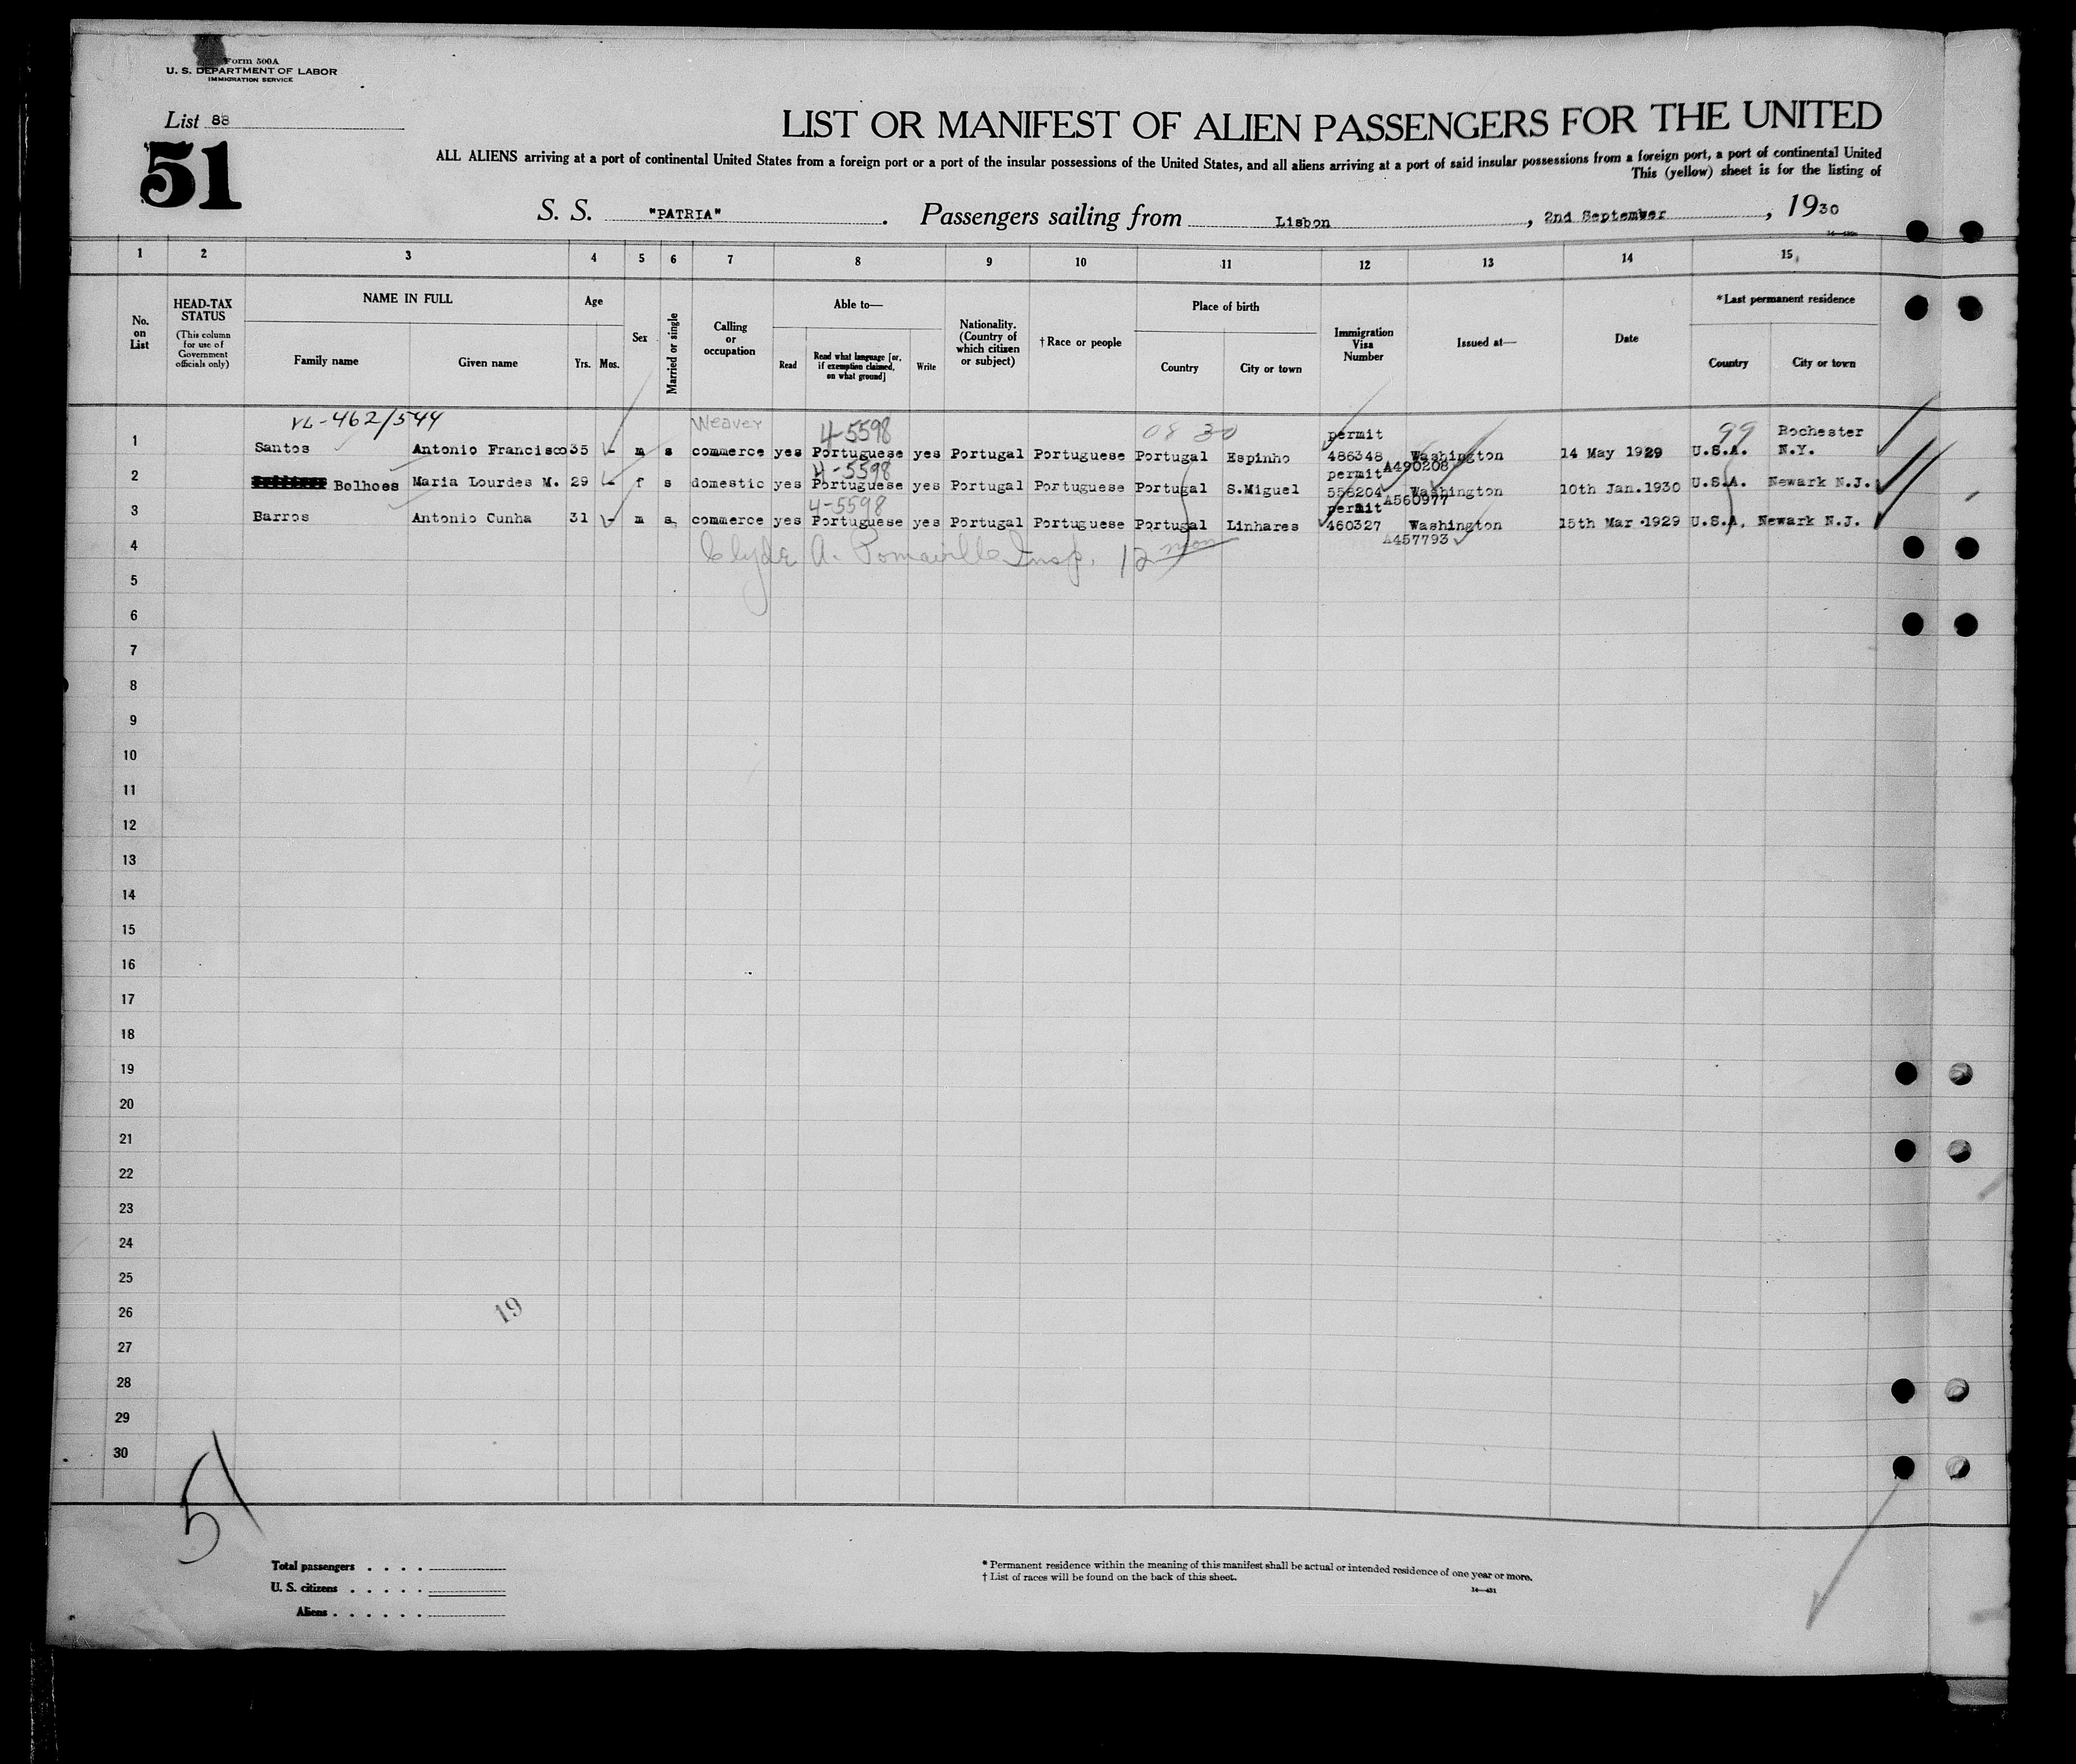 Form 500A
U. S. DEPARTMENT OF LABOR
IMMIGRATION SERVICE
List 88
51
LIST OR MANIFEST OF ALIEN PASSENGERS FOR THE UNITED
ALL ALIENS arriving at a port of continental United States from a foreign port or a port of the insular possessions of the United States, and all aliens arriving at a port of said insular possessions from a foreign port, a port of continental United
This (yellow) sheet is for the listing of
S. S. "PATRIA". Passengers sailing from Lisbon, 2nd September, 1930
1 2 3 4 5 6 7 8 9 10 11 12 13 14 15
No. on List
HEAD-TAX STATUS (This column for use of Government officials only)
NAME IN FULL
Family name Given name
Age
Yrs. Mos.
Sex
Married or single
Calling or occupation
Able to—
Read
Read what language [or, if exemption claimed, on what ground]
Write
Nationality. (Country of which citizen or subject)
† Race or people
Place of birth
Country City or town
Immigration Visa Number
Issued at—
Date
*Last permanent residence
Country City or town
VL-462/544 Weaver 4-5598 08 30 permit 99 Rochester
1 Santos Antonio Francisco 35 m s commerce yes Portuguese yes Portugal Portuguese Portugal Espinho 486348 Washington 14 May 1929 U.S.A. N.Y.
4-5598 permit A490208
2 Bolhoes Maria Lourdes M. 29 f s domestic yes Portuguese yes Portugal Portuguese Portugal S.Miguel 556204 Washington 10th Jan.1930 U.S.A. Newark N.J.
4-5598 permit A560977
3 Barros Antonio Cunha 31 m s commerce yes Portuguese yes Portugal Portuguese Portugal Linhares 460327 Washington 15th Mar.1929 U.S.A. Newark N.J.
A457793
4 Clyde A. Pomaville Insp. 12
5
6
7
8
9
10
11
12
13
14
15
16
17
18
19
20
21
22
23
24
25
26
19
27
28
29
30
51
Total passengers . . . .
U. S. citizens . . . . .
Aliens . . . . . .
* Permanent residence within the meaning of this manifest shall be actual or intended residence of one year or more.
† List of races will be found on the back of this sheet.
14—431